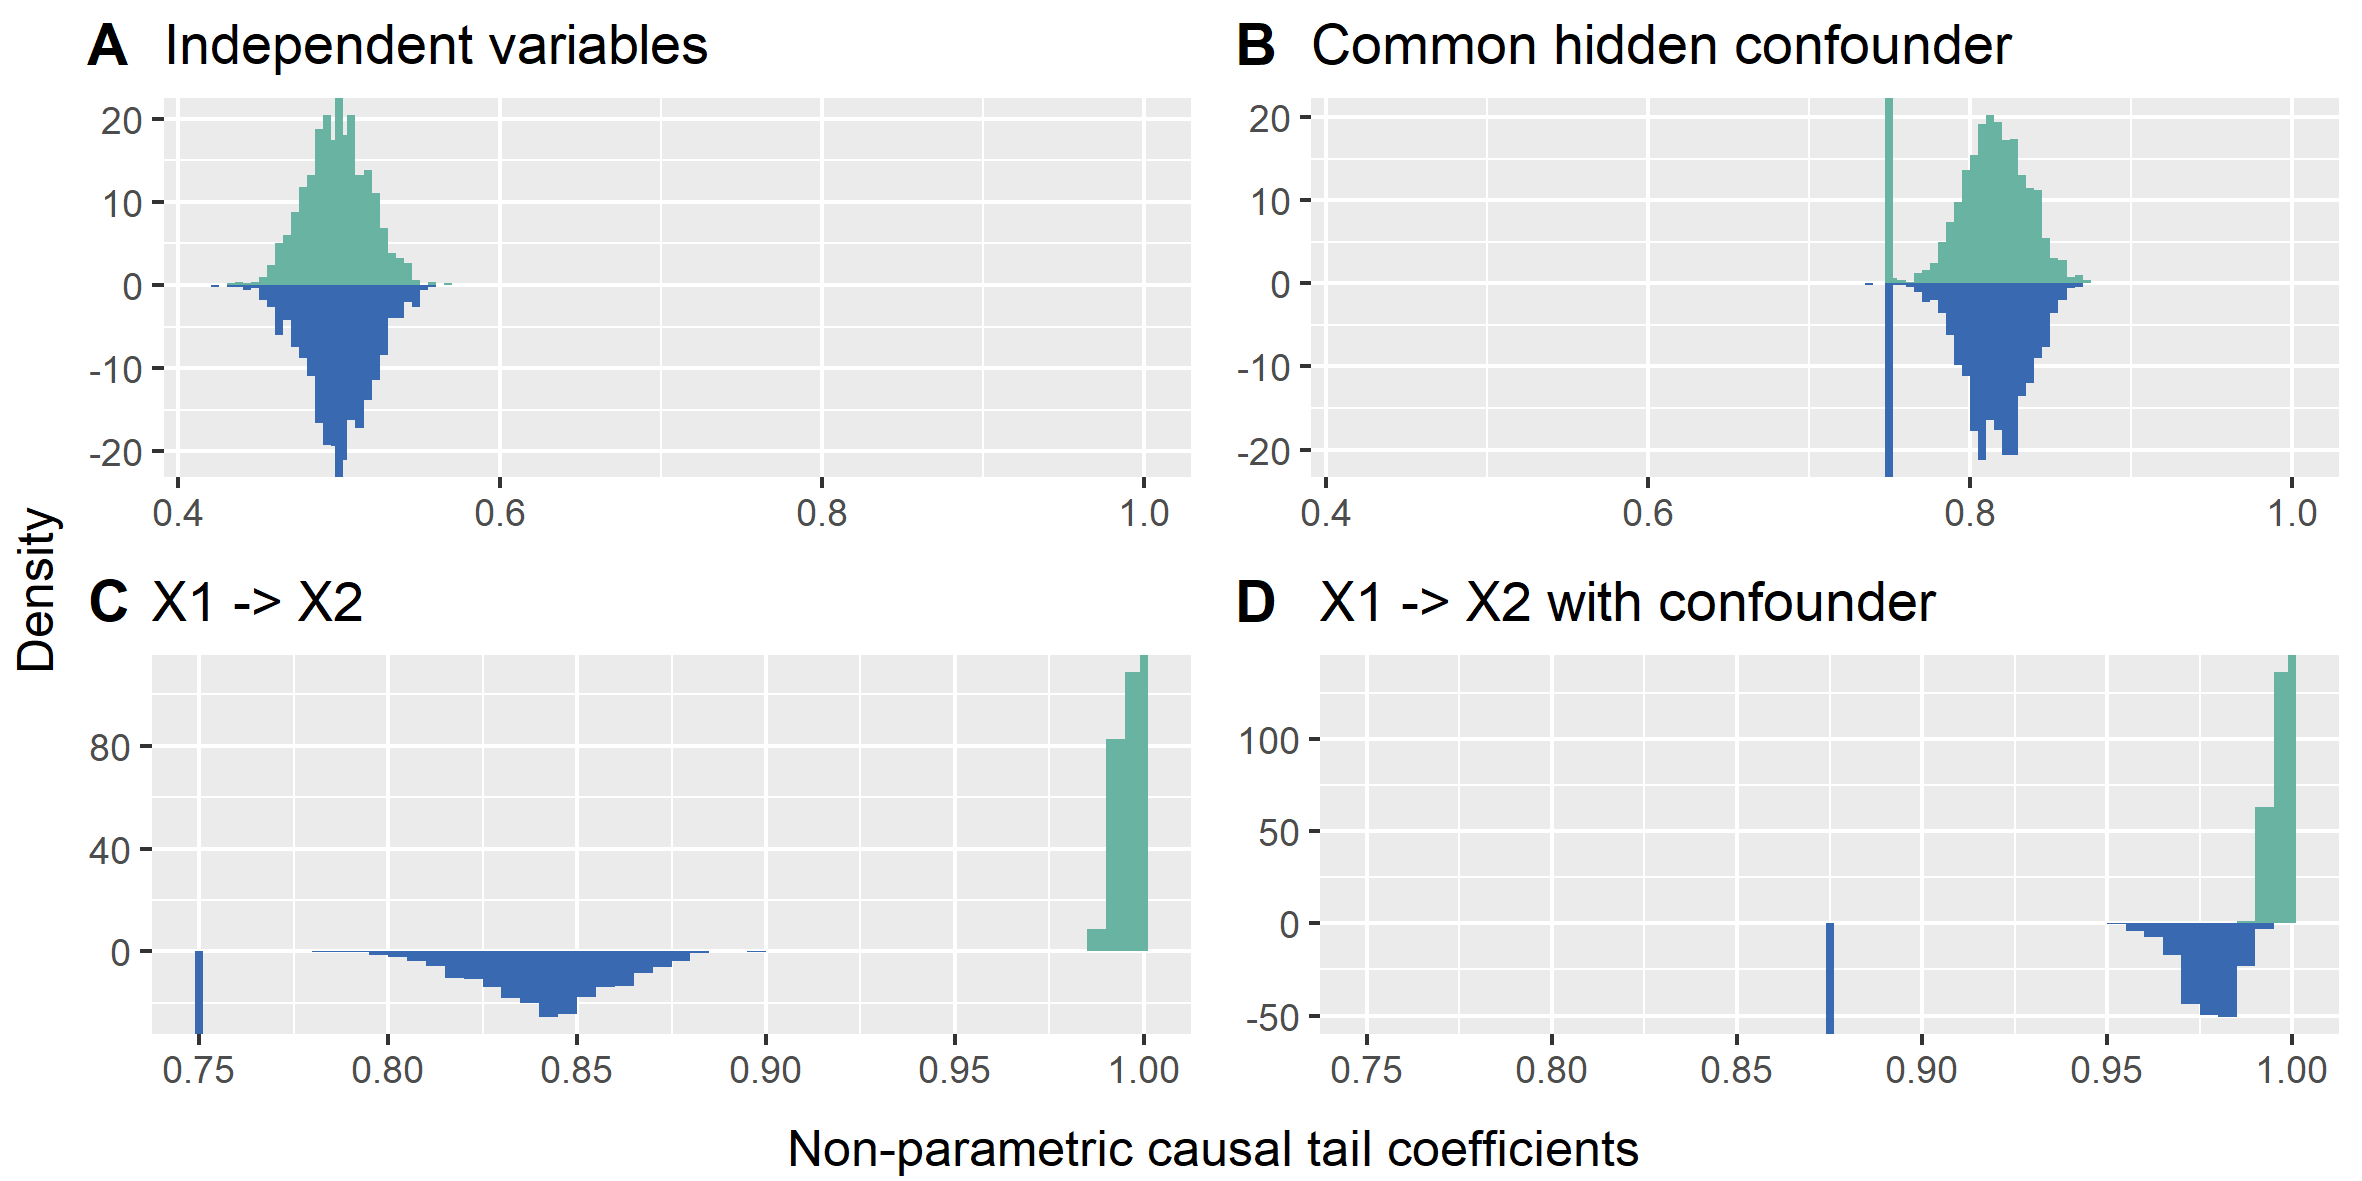 A Independent variables
20
10
0
-10
-20
0.4 0.6 0.8 1.0
B Common hidden confounder
20
10
0
-10
-20
0.4 0.6 0.8 1.0
Density
C X1 -> X2
80
40
0
0.75 0.80 0.85 0.90 0.95 1.00
D X1 -> X2 with confounder
100
50
0
-50
0.75 0.80 0.85 0.90 0.95 1.00
Non-parametric causal tail coefficients